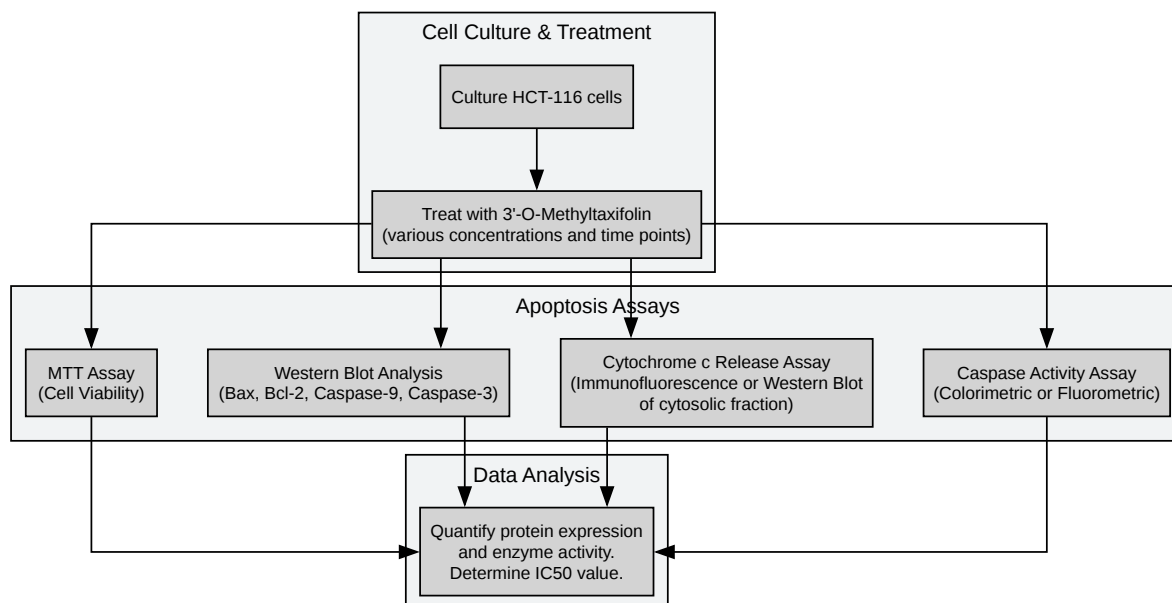 Cell Culture & Treatment
Culture HCT-116 cells
Treat with 3'-O-Methyltaxifolin
(various concentrations and time points)
Apoptosis Assays
MTT Assay
(Cell Viability)
Western Blot Analysis
(Bax, Bcl-2, Caspase-9, Caspase-3)
Cytochrome c Release Assay
(Immunofluorescence or Western Blot
of cytosolic fraction)
Caspase Activity Assay
(Colorimetric or Fluorometric)
Data Analysis
Quantify protein expression
and enzyme activity.
Determine IC50 value.